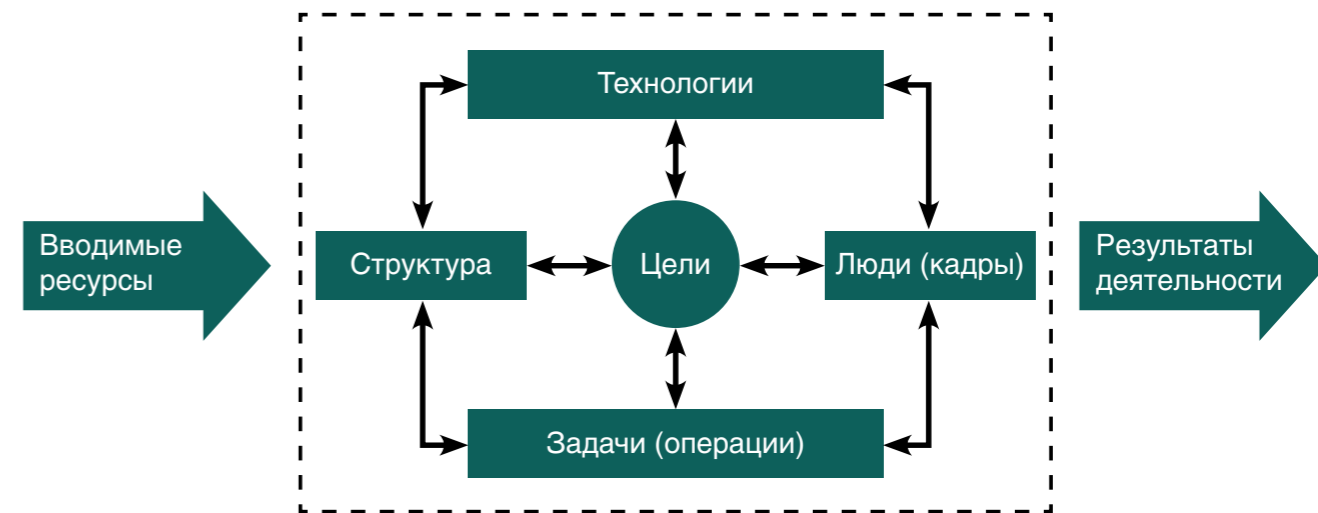 Технологии
Вводимые
ресурсы
Структура
Цели
Люди (кадры)
Результаты
деятельности
Задачи (операции)